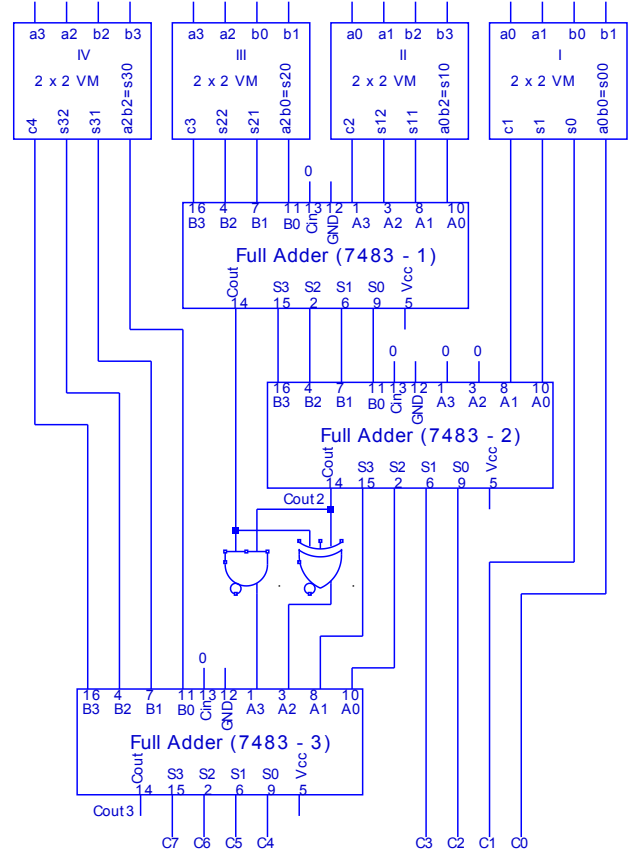 a3 a2 b2 b3
IV
2 x 2 VM
c4 s32 s31 a2b2=s30
a3 a2 b0 b1
III
2 x 2 VM
c3 s22 s21 a2b0=s20
a0 a1 b2 b3
II
2 x 2 VM
c2 s12 s11 a0b2=s10
a0 a1 b0 b1
I
2 x 2 VM
c1 s1 s0 a0b0=s00
0
16 4 7 11 13 12 1 3 8 10
B3 B2 B1 B0 Cin GND A3 A2 A1 A0
Full Adder (7483 - 1)
Cout S3 S2 S1 S0 Vcc
14 15 2 6 9 5
0 0 0
16 4 7 11 13 12 1 3 8 10
B3 B2 B1 B0 Cin GND A3 A2 A1 A0
Full Adder (7483 - 2)
Cout S3 S2 S1 S0 Vcc
14 15 2 6 9 5
Cout2
0
16 4 7 11 13 12 1 3 8 10
B3 B2 B1 B0 Cin GND A3 A2 A1 A0
Full Adder (7483 - 3)
Cout S3 S2 S1 S0 Vcc
14 15 2 6 9 5
Cout3
C7 C6 C5 C4 C3 C2 C1 C0